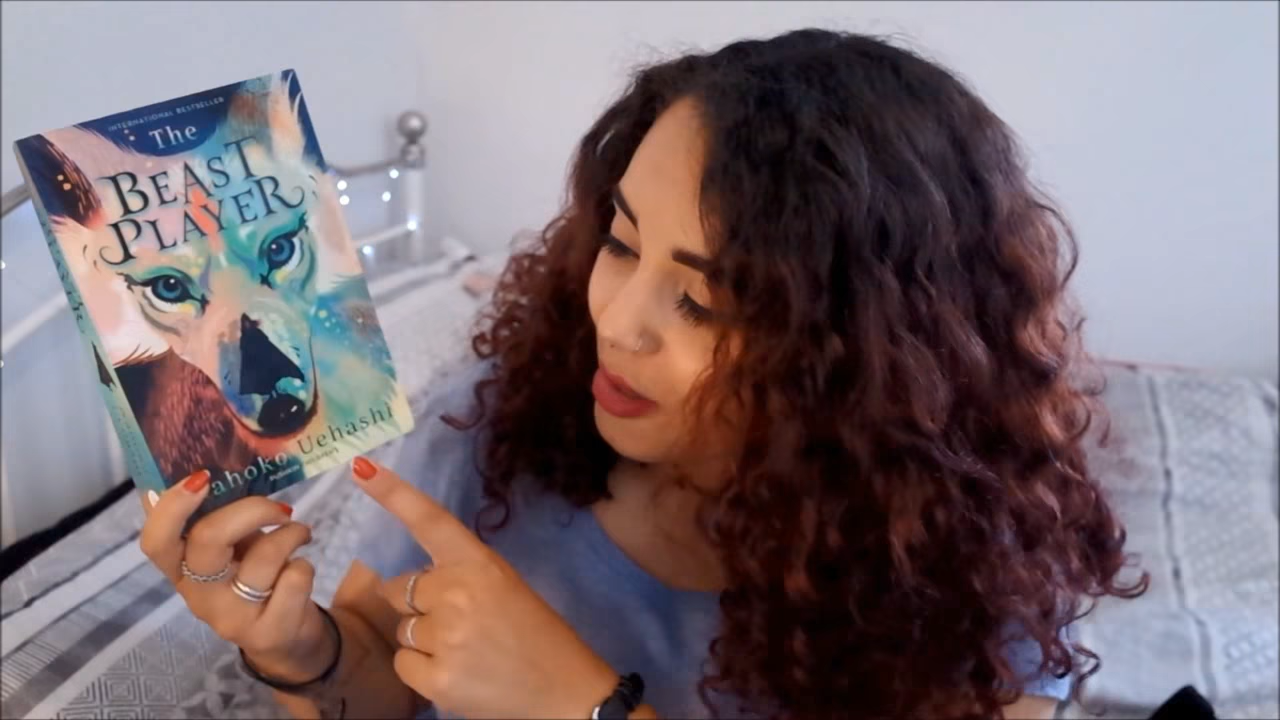 INTERNATIONAL BESTSELLER
The
BEAST
PLAYER
ahoko Uehashi